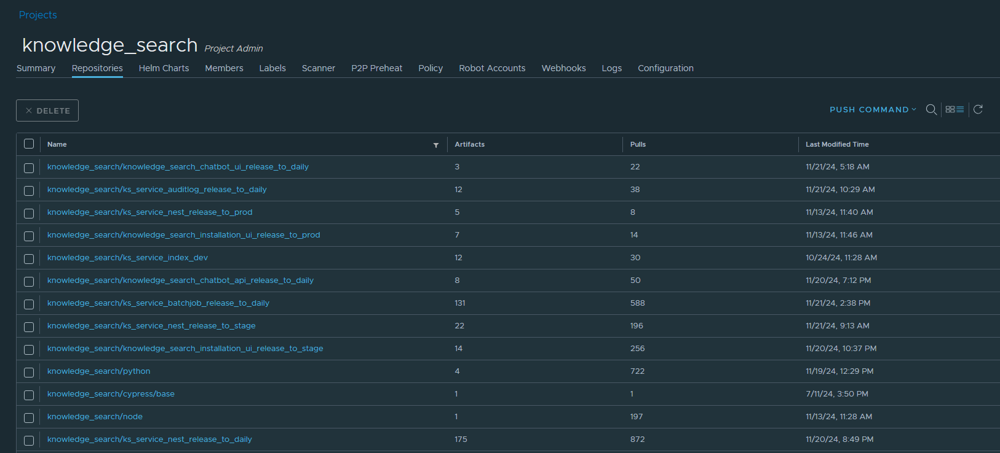 Projects
knowledge_search Project Admin
Summary Repositories Helm Charts Members Labels Scanner P2P Preheat Policy Robot Accounts Webhooks Logs Configuration
DELETE PUSH COMMAND
Name Artifacts Pulls Last Modified Time
knowledge_search/knowledge_search_chatbot_ui_release_to_daily 3 22 11/21/24, 5:18 AM
knowledge_search/ks_service_auditlog_release_to_daily 12 38 11/21/24, 10:29 AM
knowledge_search/ks_service_nest_release_to_prod 5 8 11/13/24, 11:40 AM
knowledge_search/knowledge_search_installation_ui_release_to_prod 7 14 11/13/24, 11:46 AM
knowledge_search/ks_service_index_dev 12 30 10/24/24, 11:28 AM
knowledge_search/knowledge_search_chatbot_api_release_to_daily 8 50 11/20/24, 7:12 PM
knowledge_search/ks_service_batchjob_release_to_daily 131 588 11/21/24, 2:38 PM
knowledge_search/ks_service_nest_release_to_stage 22 196 11/21/24, 9:13 AM
knowledge_search/knowledge_search_installation_ui_release_to_stage 14 256 11/20/24, 10:37 PM
knowledge_search/python 4 722 11/19/24, 12:29 PM
knowledge_search/cypress/base 1 1 7/11/24, 3:50 PM
knowledge_search/node 1 197 11/13/24, 11:28 AM
knowledge_search/ks_service_nest_release_to_daily 175 872 11/20/24, 8:49 PM